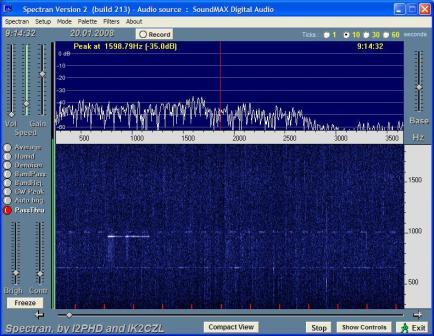 Spectran Version 2 (build 213) - Audio source : SoundMAX Digital Audio
Spectran Setup Mode Palette Filters About
9:14:32 20.01.2008 Record Ticks: 1 10 30 60 seconds
Peak at 1598.79Hz (-35.0dB) 9:14:32
0 dB
-10
-20
-30
-40
-50
-60
Vol Gain
Speed
Base
500 1000 1500 2000 2500 3000 3500 Hz
Average
Denoiser
BandPass
BandRej.
CW Peak
PassThru
1500
1000
500
Brigh Contr
Freeze
Spectran, by I2PHD and IK2CZL Compact View Stop Show Controls Exit